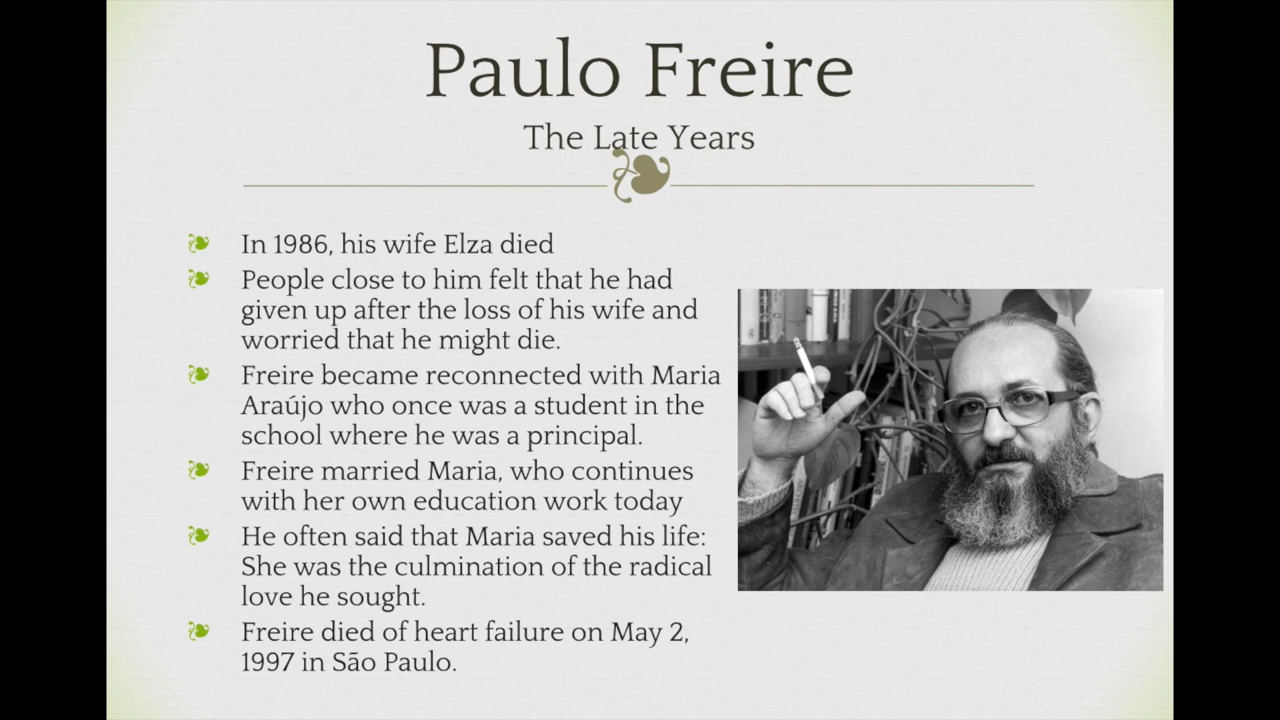 Paulo Freire
The Late Years
In 1986, his wife Elza died
People close to him felt that he had
given up after the loss of his wife and
worried that he might die.
Freire became reconnected with Maria
Araújo who once was a student in the
school where he was a principal.
Freire married Maria, who continues
with her own education work today
He often said that Maria saved his life:
She was the culmination of the radical
love he sought.
Freire died of heart failure on May 2,
1997 in São Paulo.